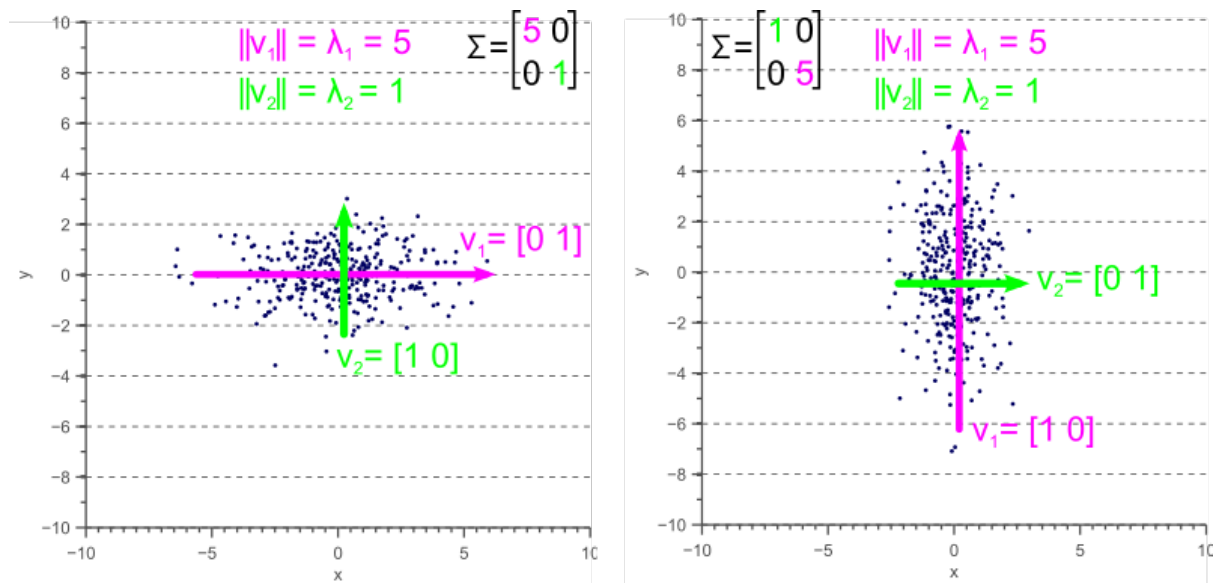 ‖v₁‖ = λ₁ = 5
‖v₂‖ = λ₂ = 1
Σ=[5 0
0 1]
10
8
6
4
2
0
−2
−4
−6
−8
−10
y
v₁= [0 1]
v₂= [1 0]
−10
−5
0
5
10
x
Σ=[1 0
0 5]
‖v₁‖ = λ₁ = 5
‖v₂‖ = λ₂ = 1
10
8
6
4
2
0
−2
−4
−6
−8
−10
y
v₂= [0 1]
v₁= [1 0]
−10
−5
0
5
10
x